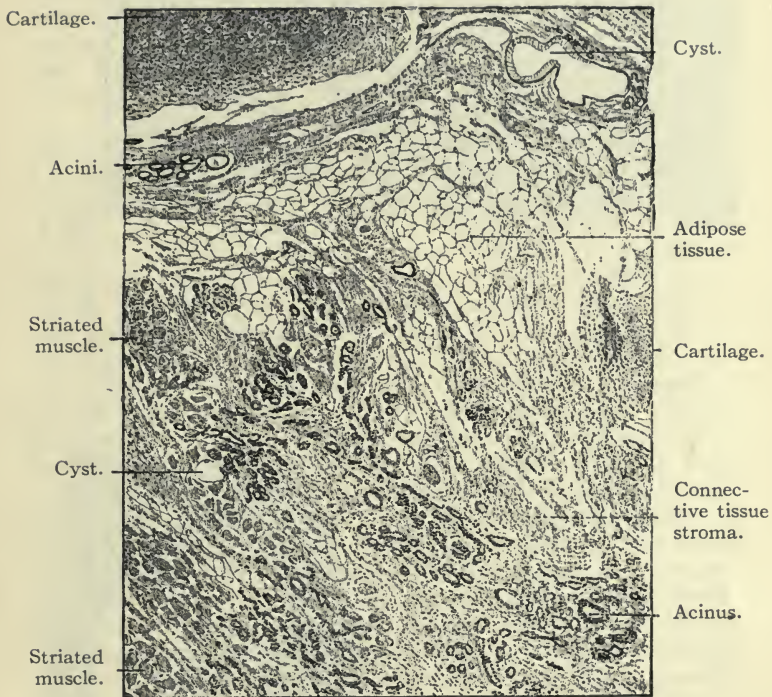 Cartilage.
Acini.
Striated
muscle.
Cyst.
Striated
muscle.
Cyst.
Adipose
tissue.
Cartilage.
Connec-
tive tissue
stroma.
Acinus.